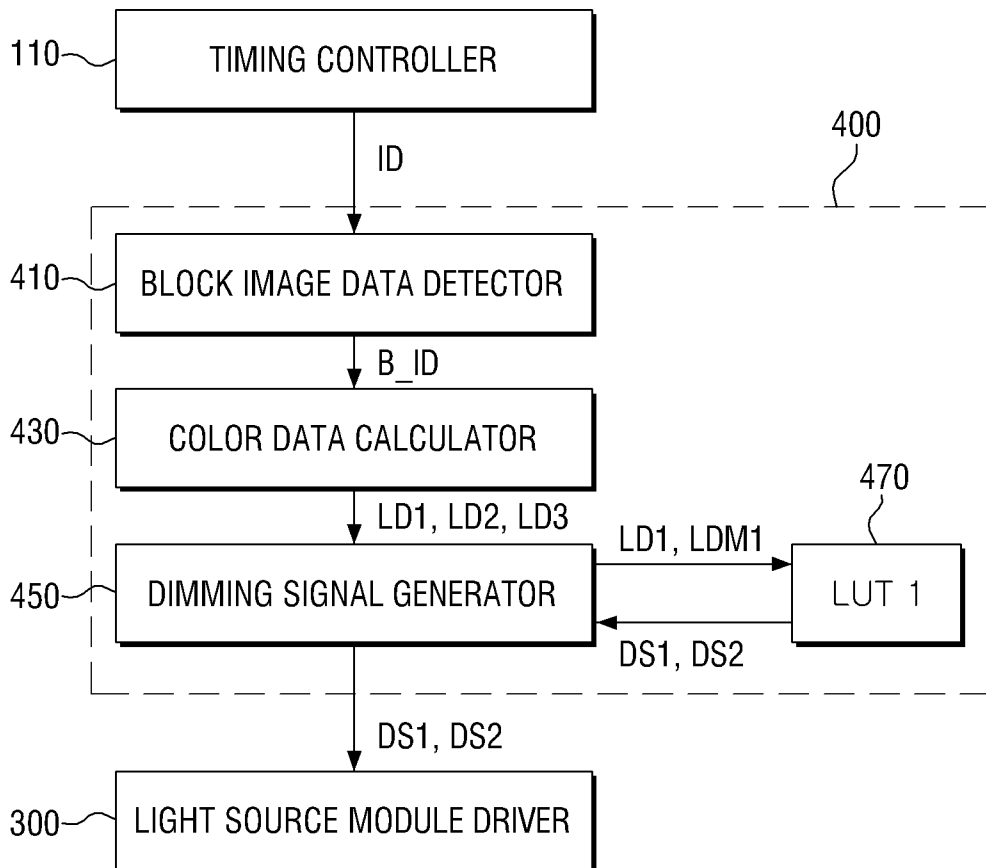 110
TIMING CONTROLLER
400
ID
410
BLOCK IMAGE DATA DETECTOR
B_ID
430
COLOR DATA CALCULATOR
470
LD1, LD2, LD3
LD1, LDM1
450
DIMMING SIGNAL GENERATOR
LUT 1
DS1, DS2
DS1, DS2
300
LIGHT SOURCE MODULE DRIVER